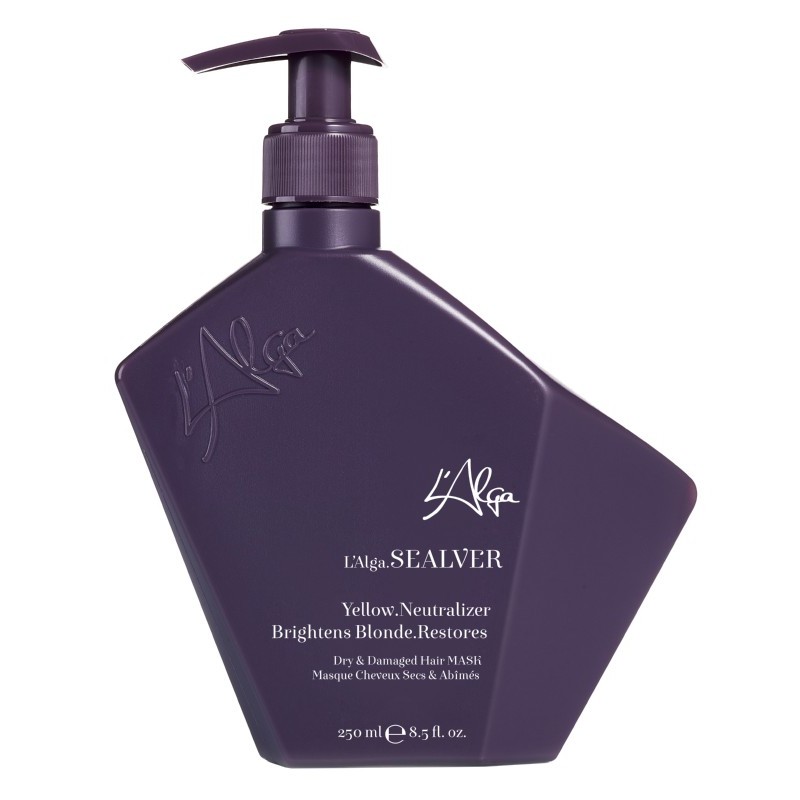 L'Alga
L'Alga
L'Alga.SEALVER
Yellow.Neutralizer
Brightens Blonde.Restores
Dry & Damaged Hair MASK
Masque Cheveux Secs & Abîmés
250 ml ℮ 8.5 fl. oz.